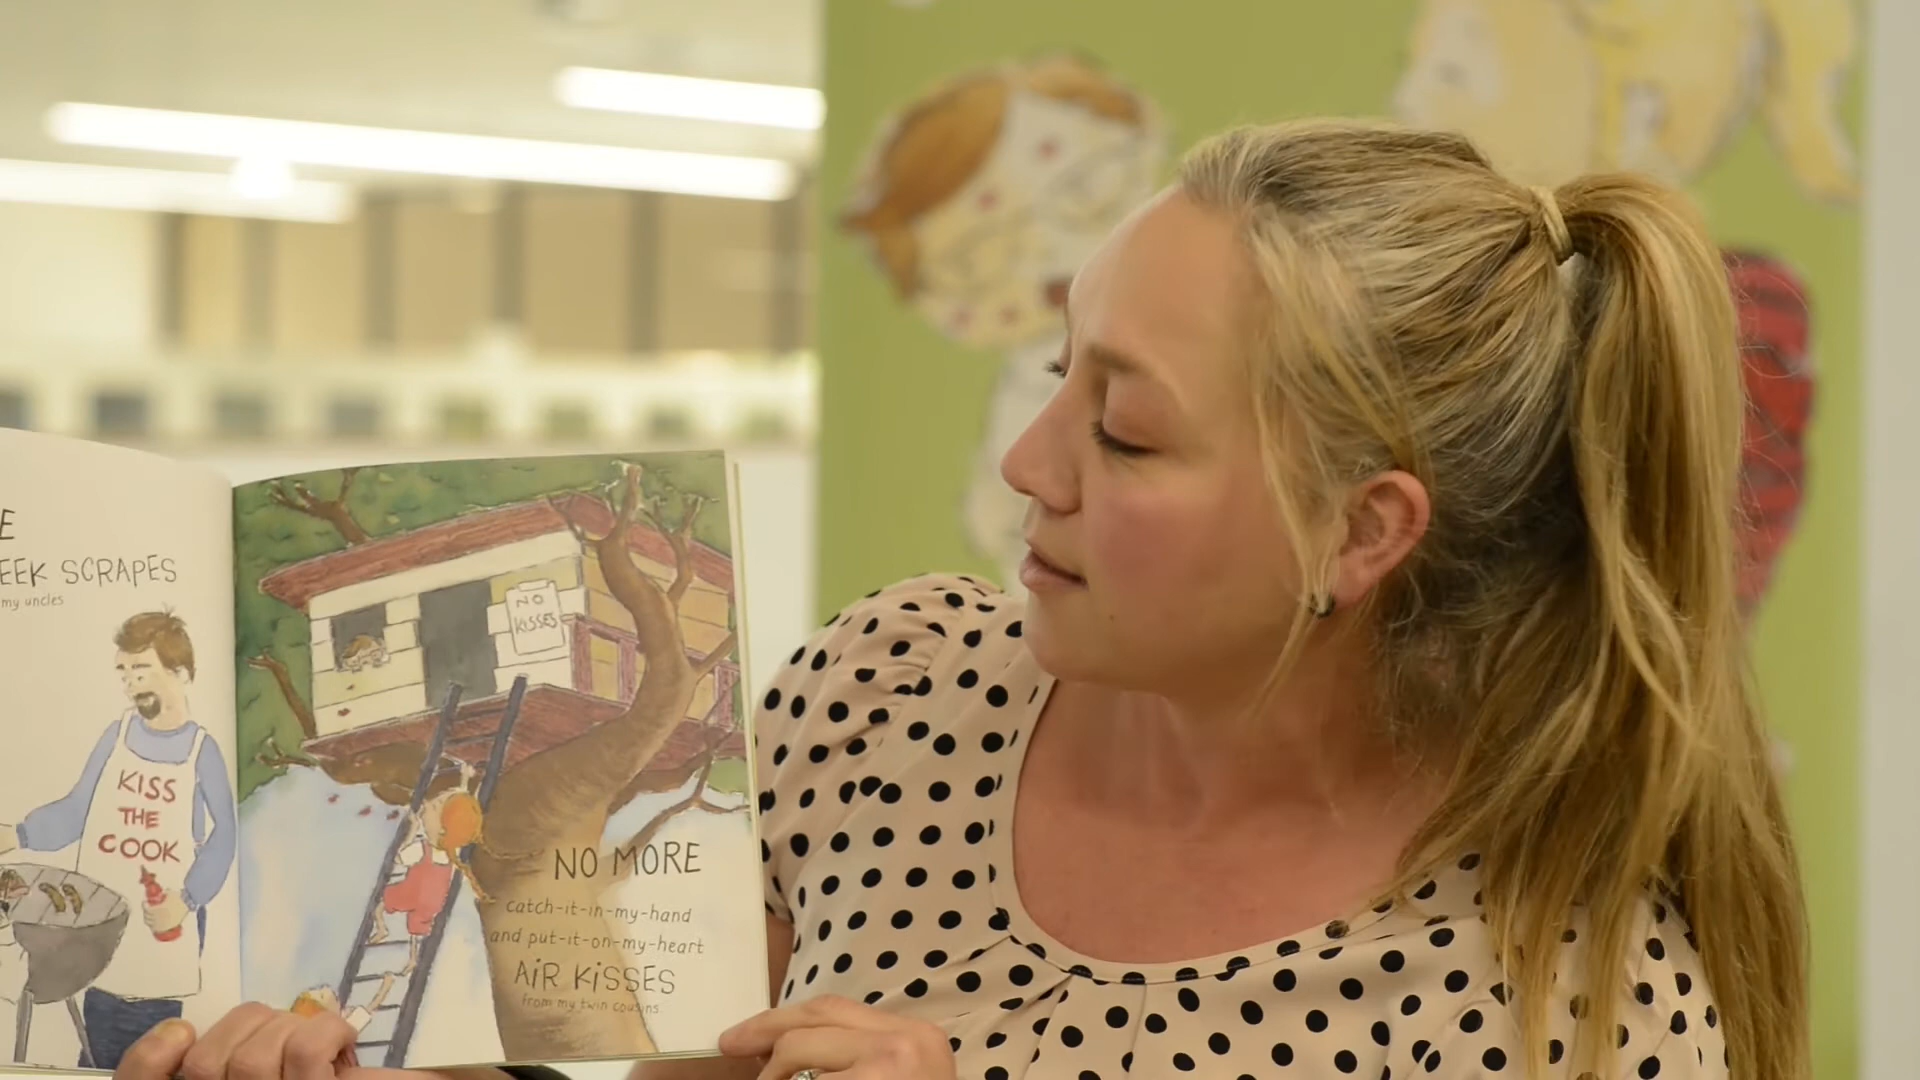 E
EEK SCRAPES
my uncles
KISS
THE
COOK
NO
KISSES
NO MORE
catch-it-in-my-hand
and put-it-on-my-heart
AiR KiSSES
from my twin cousins